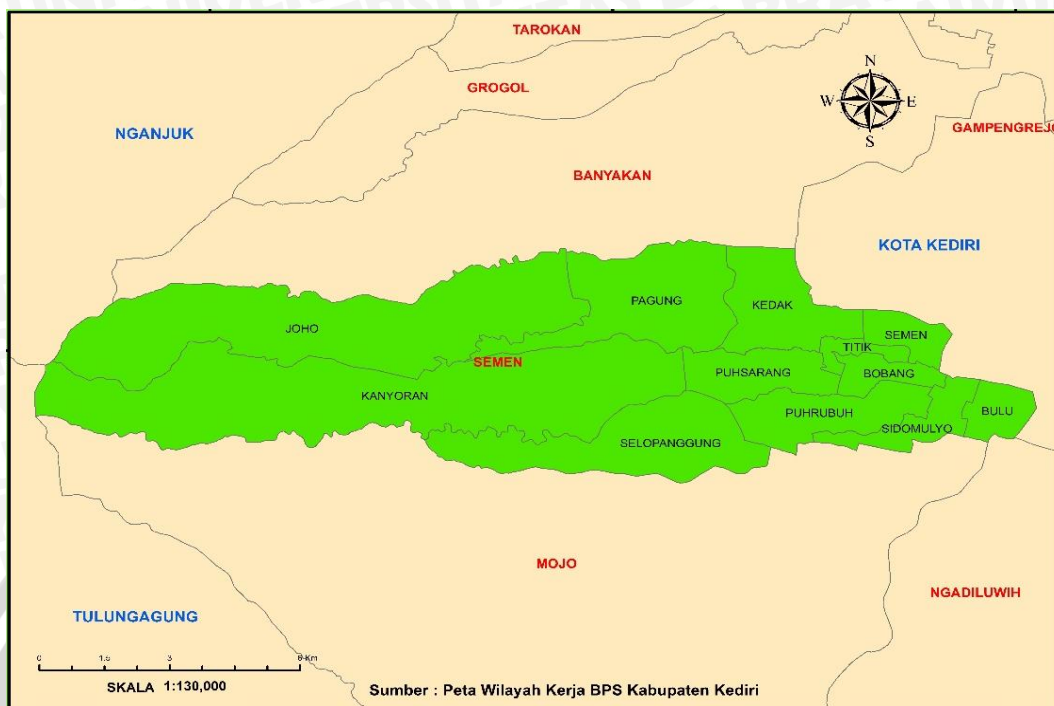 TAROKAN
GROGOL
N
W E
S
GAMPENGREJO
NGANJUK
BANYAKAN
KOTA KEDIRI
PAGUNG
KEDAK
JOHO
SEMEN
TITIK
SEMEN
PUHSARANG
BOBANG
KANYORAN
PUHRUBUH
BULU
SIDOMULYO
SELOPANGGUNG
MOJO
NGADILUWIH
TULUNGAGUNG
0 1.5 3 6 Km
SKALA 1:130,000
Sumber : Peta Wilayah Kerja BPS Kabupaten Kediri